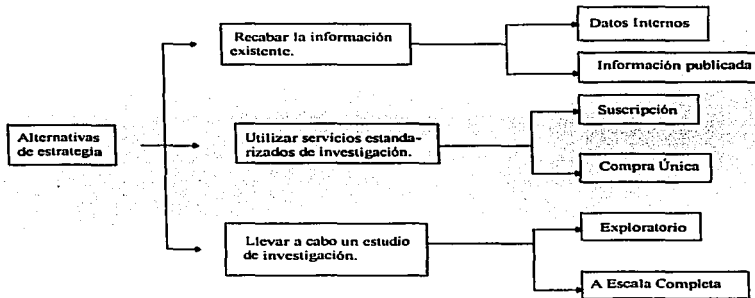 Alternativas
de estrategia
Recabar la información
existente.
Datos Internos
Información publicada
Utilizar servicios estanda-
rizados de investigación.
Suscripción
Compra Única
Llevar a cabo un estudio
de investigación.
Exploratorio
A Escala Completa